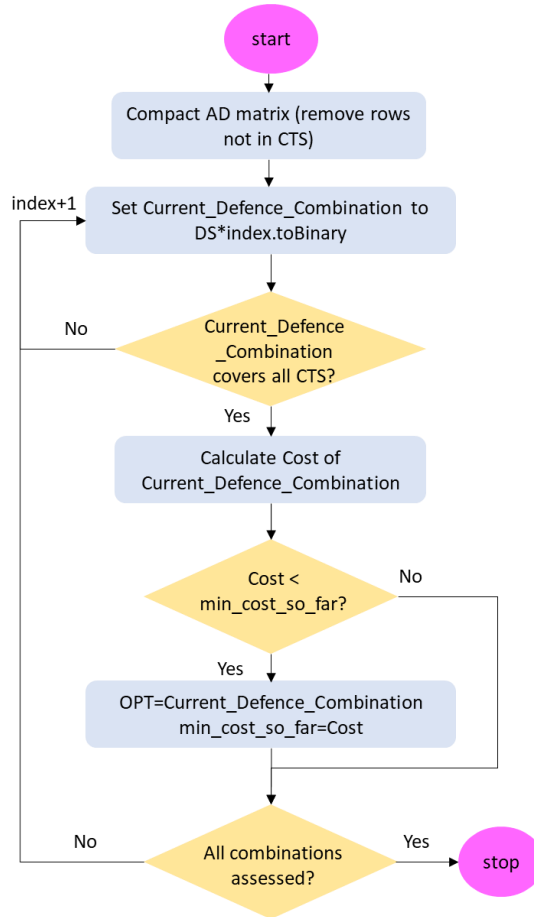 start
Compact AD matrix (remove rows
not in CTS)
index+1
Set Current_Defence_Combination to
DS*index.toBinary
No
Current_Defence
_Combination
covers all CTS?
Yes
Calculate Cost of
Current_Defence_Combination
Cost <
min_cost_so_far?
No
Yes
OPT=Current_Defence_Combination
min_cost_so_far=Cost
No
All combinations
assessed?
Yes
stop